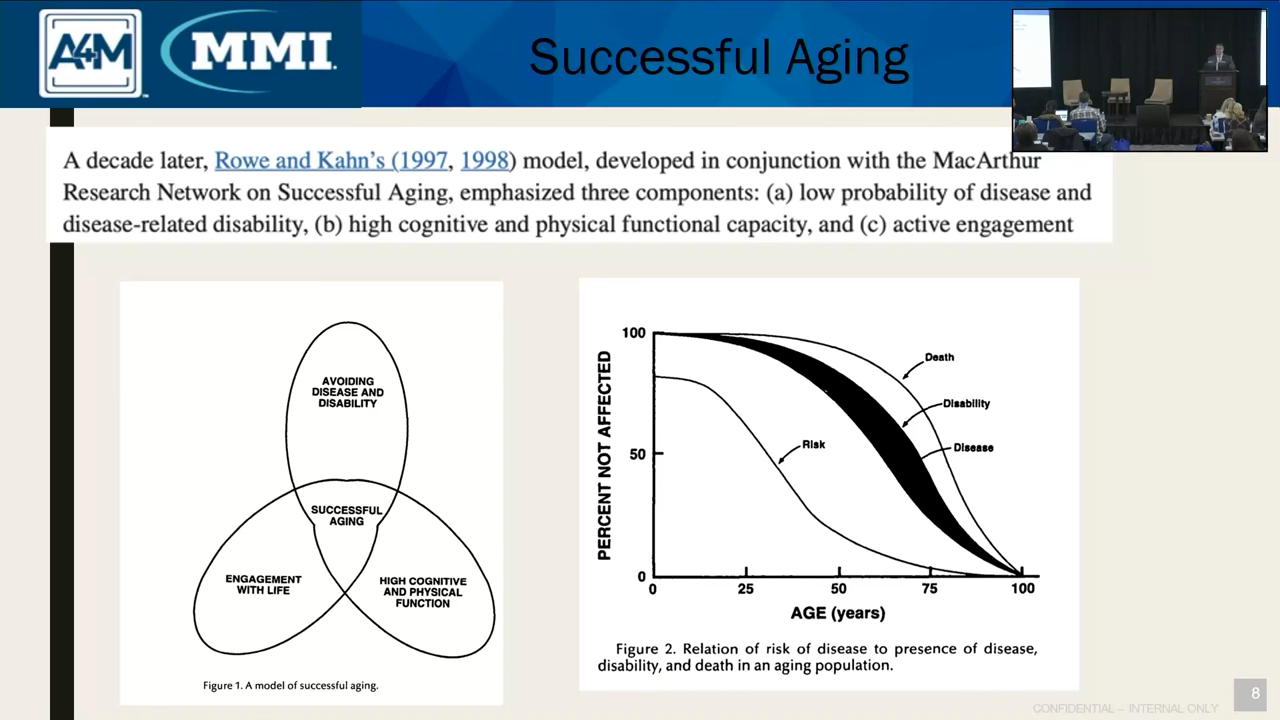 A4M
MMI
Successful Aging
A decade later, Rowe and Kahn's (1997, 1998) model, developed in conjunction with the MacArthur
Research Network on Successful Aging, emphasized three components: (a) low probability of disease and
disease-related disability, (b) high cognitive and physical functional capacity, and (c) active engagement
AVOIDING
DISEASE AND
DISABILITY
SUCCESSFUL
AGING
ENGAGEMENT
WITH LIFE
HIGH COGNITIVE
AND PHYSICAL
FUNCTION
Figure 1. A model of successful aging.
PERCENT NOT AFFECTED
100
50
0
Death
Disability
Disease
Risk
0 25 50 75 100
AGE (years)
Figure 2. Relation of risk of disease to presence of disease,
disability, and death in an aging population.
CONFIDENTIAL – INTERNAL ONLY
8